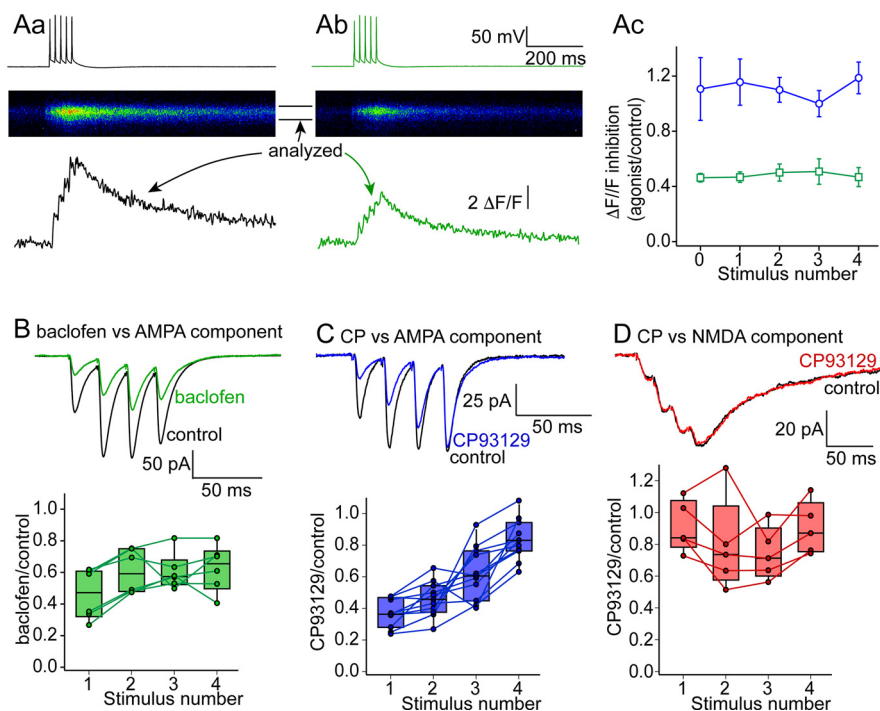 Aa
Ab
50 mV
200 ms
analyzed
2 ΔF/F
Ac
ΔF//F inhibition
(agonist/control)
1.2
0.8
0.4
0.0
0 1 2 3 4
Stimulus number
B baclofen vs AMPA component
baclofen
control
50 pA
50 ms
baclofen/control
1.0
0.8
0.6
0.4
0.2
0.0
1 2 3 4
Stimulus number
C CP vs AMPA component
25 pA
50 ms
CP93129
control
CP93129/control
1.0
0.8
0.6
0.4
0.2
0.0
1 2 3 4
Stimulus number
D CP vs NMDA component
CP93129
control
20 pA
50 ms
CP93129/control
1.2
1.0
0.8
0.6
0.4
0.2
0.0
1 2 3 4
Stimulus number